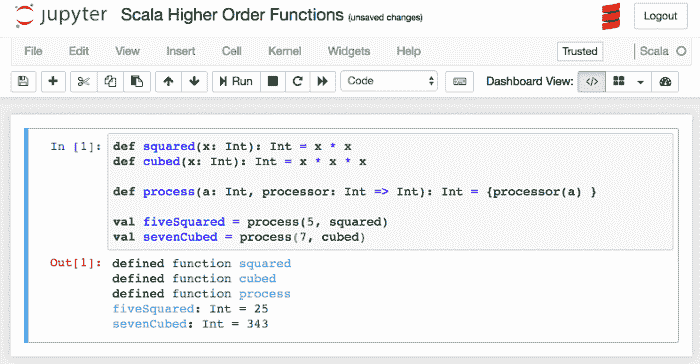 jupyter Scala Higher Order Functions (unsaved changes) Logout
File Edit View Insert Cell Kernel Widgets Help Trusted Scala
Run Code Dashboard View: </>
In [1]: def squared(x: Int): Int = x * x
def cubed(x: Int): Int = x * x * x
def process(a: Int, processor: Int => Int): Int = {processor(a) }
val fiveSquared = process(5, squared)
val sevenCubed = process(7, cubed)
Out[1]: defined function squared
defined function cubed
defined function process
fiveSquared: Int = 25
sevenCubed: Int = 343